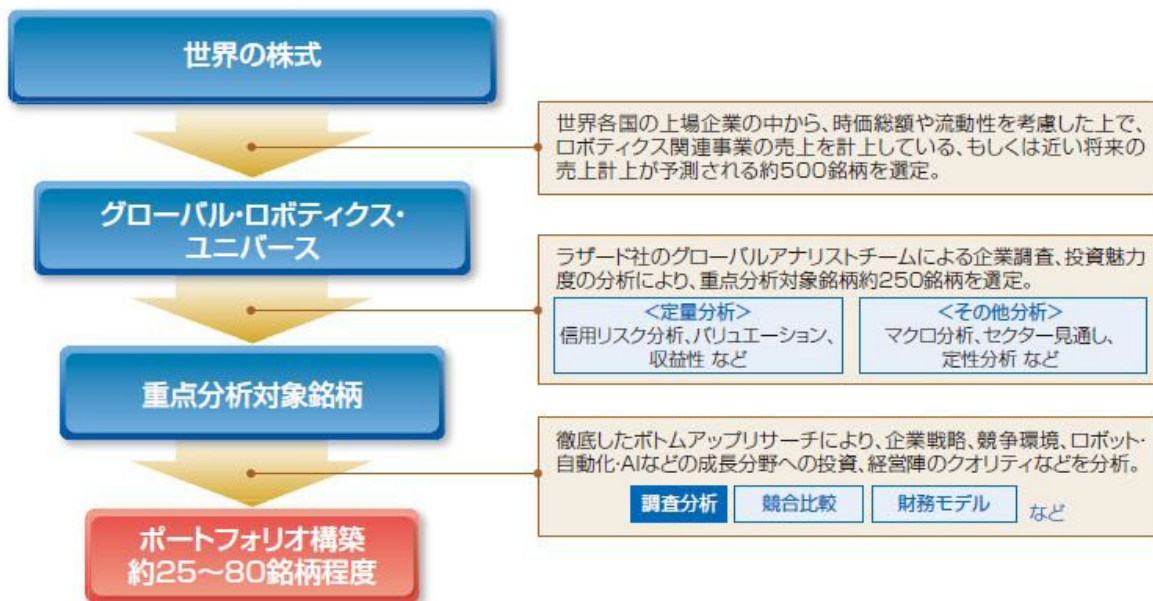 世界の株式
世界各国の上場企業の中から、時価総額や流動性を考慮した上で、
ロボティクス関連事業の売上を計上している、もしくは近い将来の
売上計上が予測される約500銘柄を選定。
グローバル・ロボティクス・
ユニバース
ラザード社のグローバルアナリストチームによる企業調査、投資魅力
度の分析により、重点分析対象銘柄約250銘柄を選定。
<定量分析>
信用リスク分析、バリュエーション、
収益性 など
<その他分析>
マクロ分析、セクター見通し、
定性分析 など
重点分析対象銘柄
徹底したボトムアップリサーチにより、企業戦略、競争環境、ロボット・
自動化・AIなどの成長分野への投資、経営陣のクオリティなどを分析。
調査分析
競合比較
財務モデル
など
ポートフォリオ構築
約25～80銘柄程度